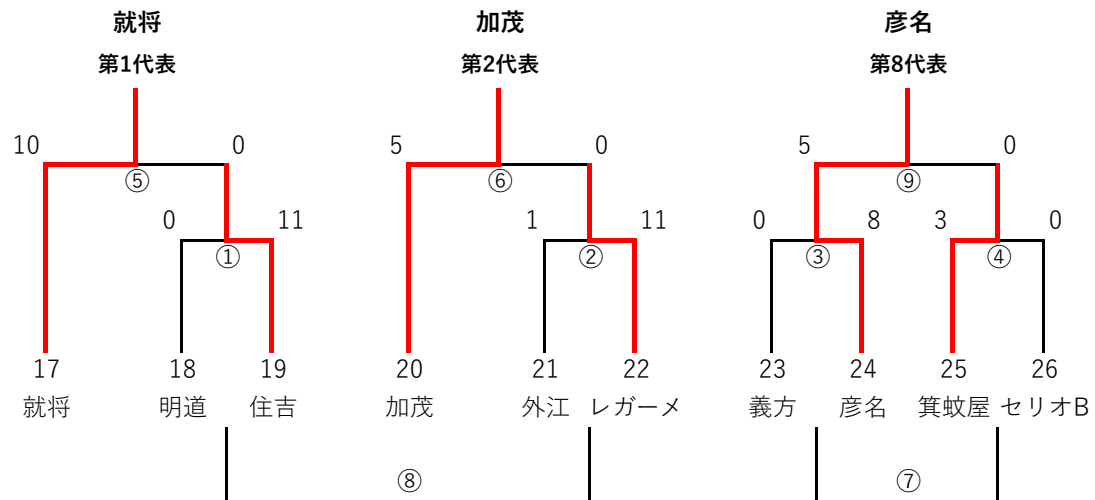 就将 加茂 彦名
第1代表 第2代表 第8代表
10 0 5 0 5 0
⑤ ⑥ ⑨
0 11 1 11 0 8 3 0
① ② ③ ④
17 18 19 20 21 22 23 24 25 26
就将 明道 住吉 加茂 外江 レガーメ 義方 彦名 箕蚊屋 セリオB
⑧ ⑦